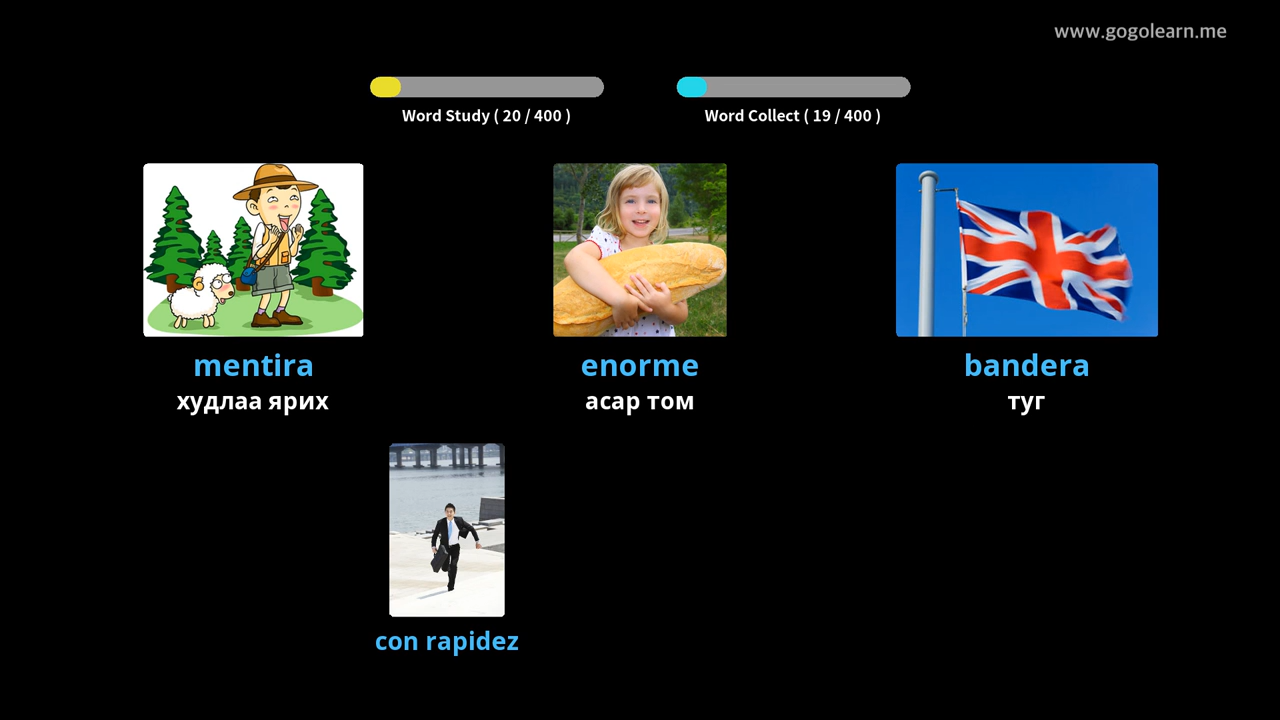 www.gogolearn.me
Word Study ( 20 / 400 )
Word Collect ( 19 / 400 )
mentira
худлаа ярих
enorme
асар том
bandera
туг
con rapidez